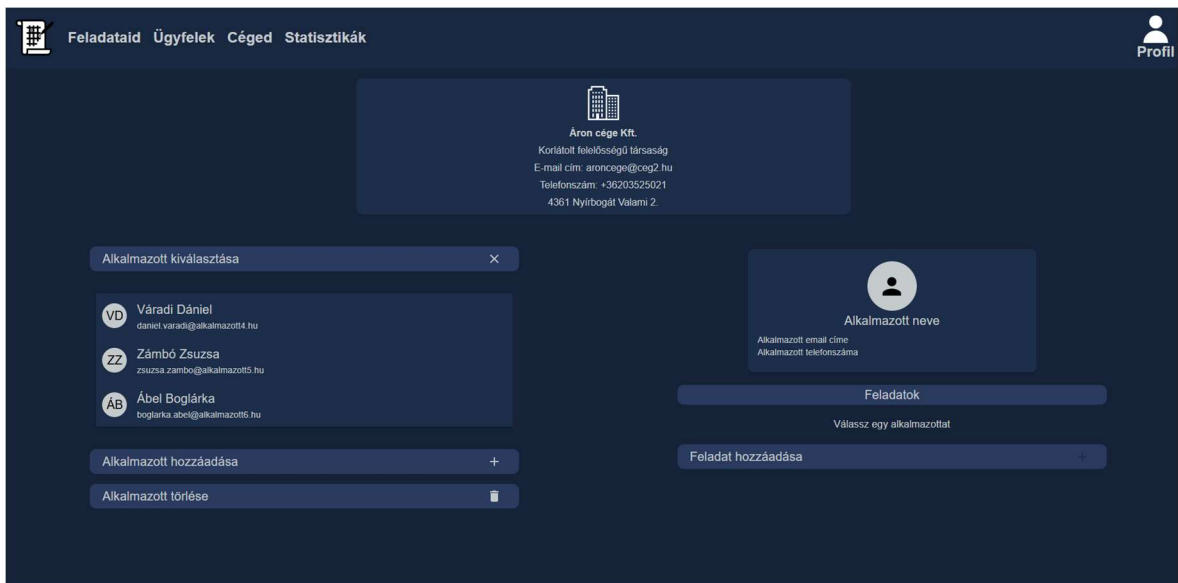 Feladataid Ügyfelek Céged Statisztikák
Profil
Áron cége Kft.
Korlátolt felelősségű társaság
E-mail cím: aroncege@ceg2.hu
Telefonszám: +36203525021
4361 Nyírbogát Valami 2.
Alkalmazott kiválasztása
VD
Váradi Dániel
daniel.varadi@alkalmazott4.hu
ZZ
Zámbó Zsuzsa
zsuzsa.zambo@alkalmazott5.hu
ÁB
Ábel Boglárka
boglarka.abel@alkalmazott6.hu
Alkalmazott hozzáadása
Alkalmazott törlése
Alkalmazott neve
Alkalmazott email címe
Alkalmazott telefonszáma
Feladatok
Válassz egy alkalmazottat
Feladat hozzáadása